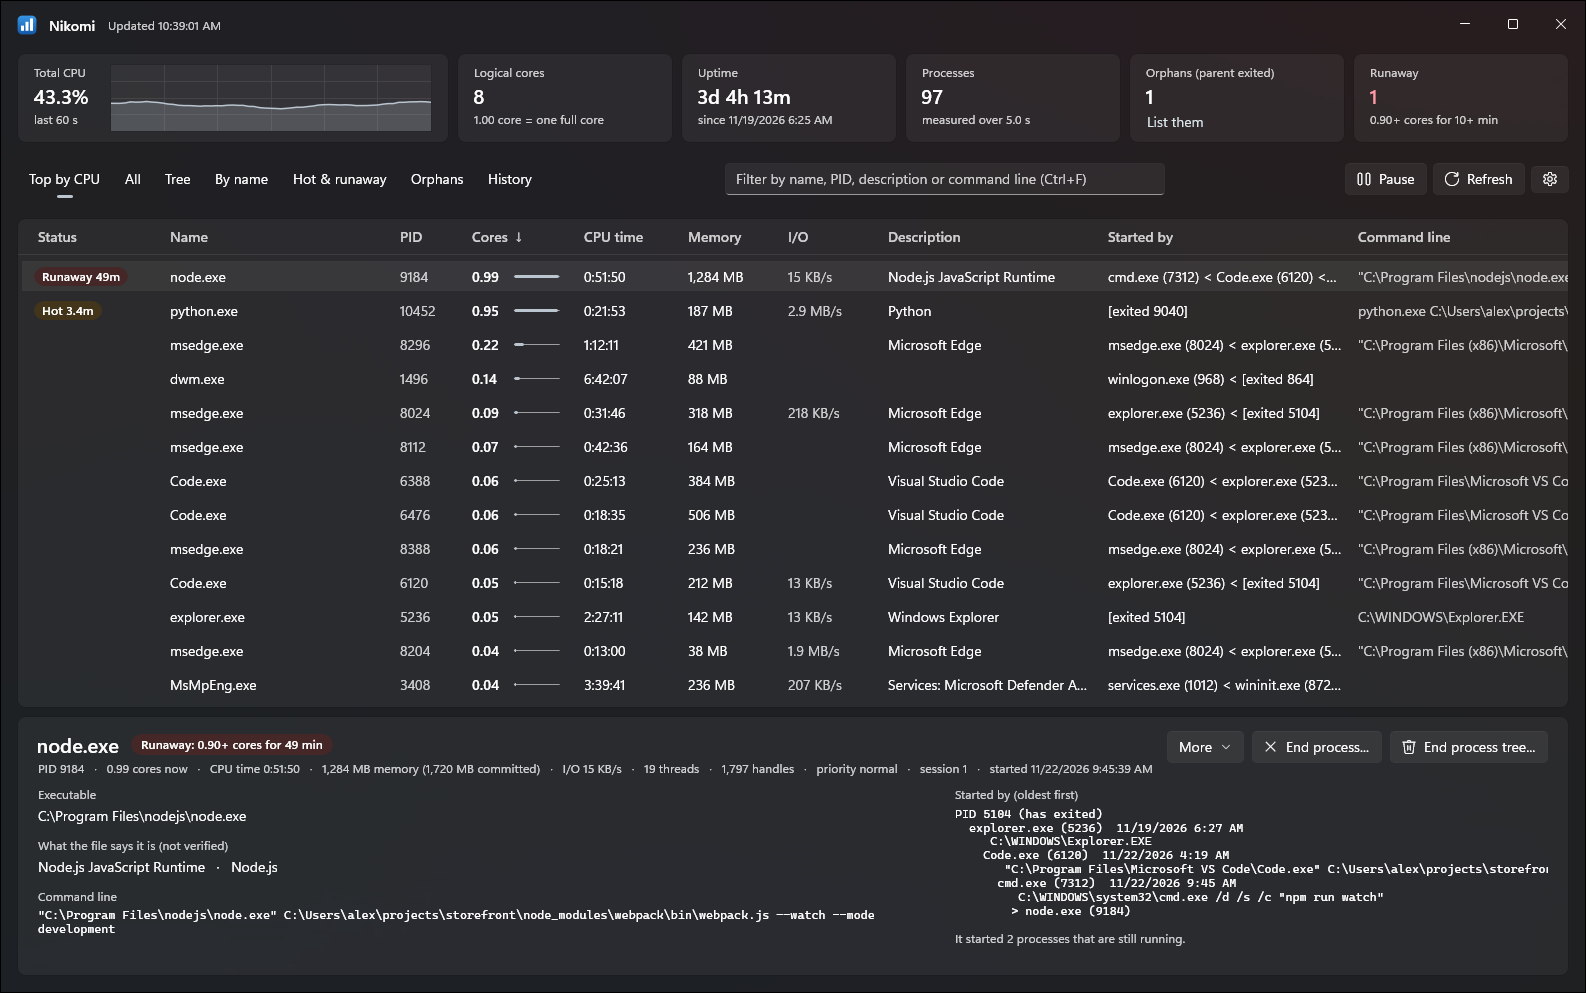 Nikomi Updated 10:39:01 AM
Total CPU
43.3%
last 60 s
Logical cores
8
1.00 core = one full core
Uptime
3d 4h 13m
since 11/19/2026 6:25 AM
Processes
97
measured over 5.0 s
Orphans (parent exited)
1
List them
Runaway
1
0.90+ cores for 10+ min
Top by CPU All Tree By name Hot & runaway Orphans History
Filter by name, PID, description or command line (Ctrl+F)
Pause Refresh
Status Name PID Cores ↓ CPU time Memory I/O Description Started by Command line
Runaway 49m node.exe 9184 0.99 0:51:50 1,284 MB 15 KB/s Node.js JavaScript Runtime cmd.exe (7312) < Code.exe (6120) <... "C:\Program Files\nodejs\node.exe
Hot 3.4m python.exe 10452 0.95 0:21:53 187 MB 2.9 MB/s Python [exited 9040] python.exe C:\Users\alex\projects\
msedge.exe 8296 0.22 1:12:11 421 MB Microsoft Edge msedge.exe (8024) < explorer.exe (5... "C:\Program Files (x86)\Microsoft\
dwm.exe 1496 0.14 6:42:07 88 MB winlogon.exe (968) < [exited 864]
msedge.exe 8024 0.09 0:31:46 318 MB 218 KB/s Microsoft Edge explorer.exe (5236) < [exited 5104] "C:\Program Files (x86)\Microsoft\
msedge.exe 8112 0.07 0:42:36 164 MB Microsoft Edge msedge.exe (8024) < explorer.exe (5... "C:\Program Files (x86)\Microsoft\
Code.exe 6388 0.06 0:25:13 384 MB Visual Studio Code Code.exe (6120) < explorer.exe (523... "C:\Program Files\Microsoft VS Co
Code.exe 6476 0.06 0:18:35 506 MB Visual Studio Code Code.exe (6120) < explorer.exe (523... "C:\Program Files\Microsoft VS Co
msedge.exe 8388 0.06 0:18:21 236 MB Microsoft Edge msedge.exe (8024) < explorer.exe (5... "C:\Program Files (x86)\Microsoft\
Code.exe 6120 0.05 0:15:18 212 MB 13 KB/s Visual Studio Code explorer.exe (5236) < [exited 5104] "C:\Program Files\Microsoft VS Co
explorer.exe 5236 0.05 2:27:11 142 MB 13 KB/s Windows Explorer [exited 5104] C:\WINDOWS\Explorer.EXE
msedge.exe 8204 0.04 0:13:00 38 MB 1.9 MB/s Microsoft Edge msedge.exe (8024) < explorer.exe (5... "C:\Program Files (x86)\Microsoft\
MsMpEng.exe 3408 0.04 3:39:41 236 MB 207 KB/s Services: Microsoft Defender A... services.exe (1012) < wininit.exe (872...
node.exe Runaway: 0.90+ cores for 49 min
More End process... End process tree...
PID 9184 · 0.99 cores now · CPU time 0:51:50 · 1,284 MB memory (1,720 MB committed) · I/O 15 KB/s · 19 threads · 1,797 handles · priority normal · session 1 · started 11/22/2026 9:45:39 AM
Executable
C:\Program Files\nodejs\node.exe
What the file says it is (not verified)
Node.js JavaScript Runtime · Node.js
Command line
"C:\Program Files\nodejs\node.exe" C:\Users\alex\projects\storefront\node_modules\webpack\bin\webpack.js --watch --mode
development
Started by (oldest first)
PID 5104 (has exited)
explorer.exe (5236) 11/19/2026 6:27 AM
C:\WINDOWS\Explorer.EXE
Code.exe (6120) 11/22/2026 4:19 AM
"C:\Program Files\Microsoft VS Code\Code.exe" C:\Users\alex\projects\storefron
cmd.exe (7312) 11/22/2026 9:45 AM
C:\WINDOWS\system32\cmd.exe /d /s /c "npm run watch"
> node.exe (9184)
It started 2 processes that are still running.